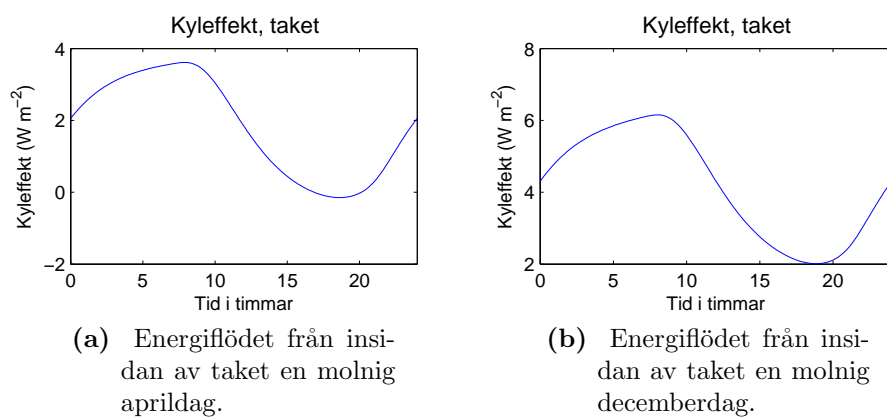 Kyleffekt, taket
Kyleffekt (W m−2)
4
2
0
−2
0 5 10 15 20
Tid i timmar
(a) Energiflödet från insi-
dan av taket en molnig
aprildag.
Kyleffekt, taket
Kyleffekt (W m−2)
8
6
4
2
0 5 10 15 20
Tid i timmar
(b) Energiflödet från insi-
dan av taket en molnig
decemberdag.